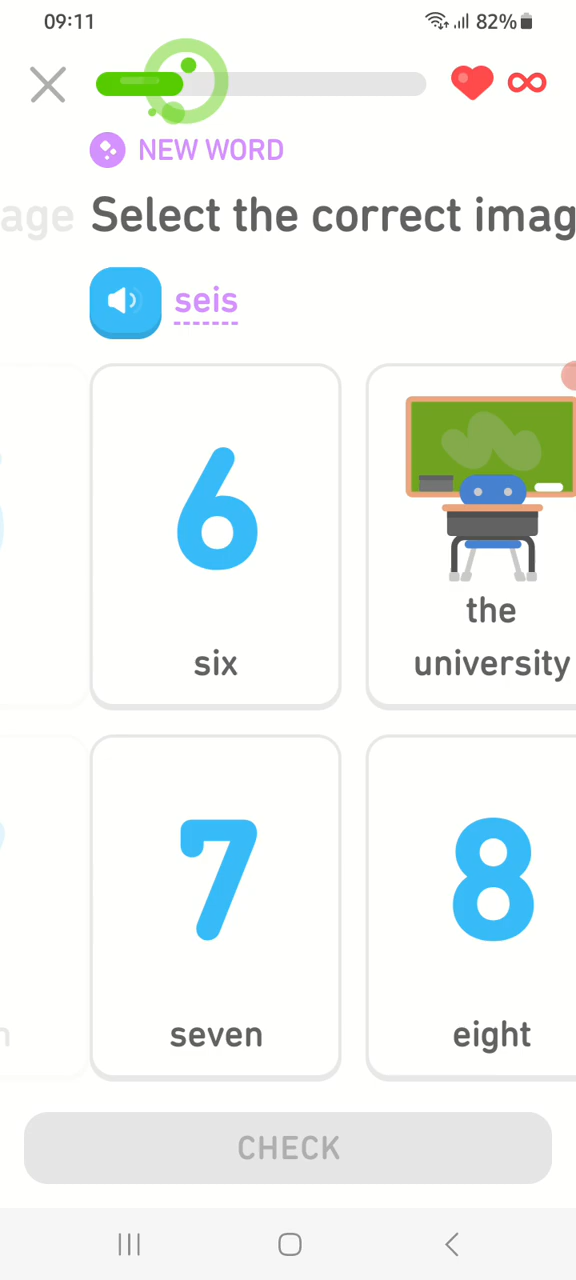 09:11
82%
NEW WORD
age
Select the correct imag
seis
6
six
the
university
7
seven
8
eight
n
CHECK